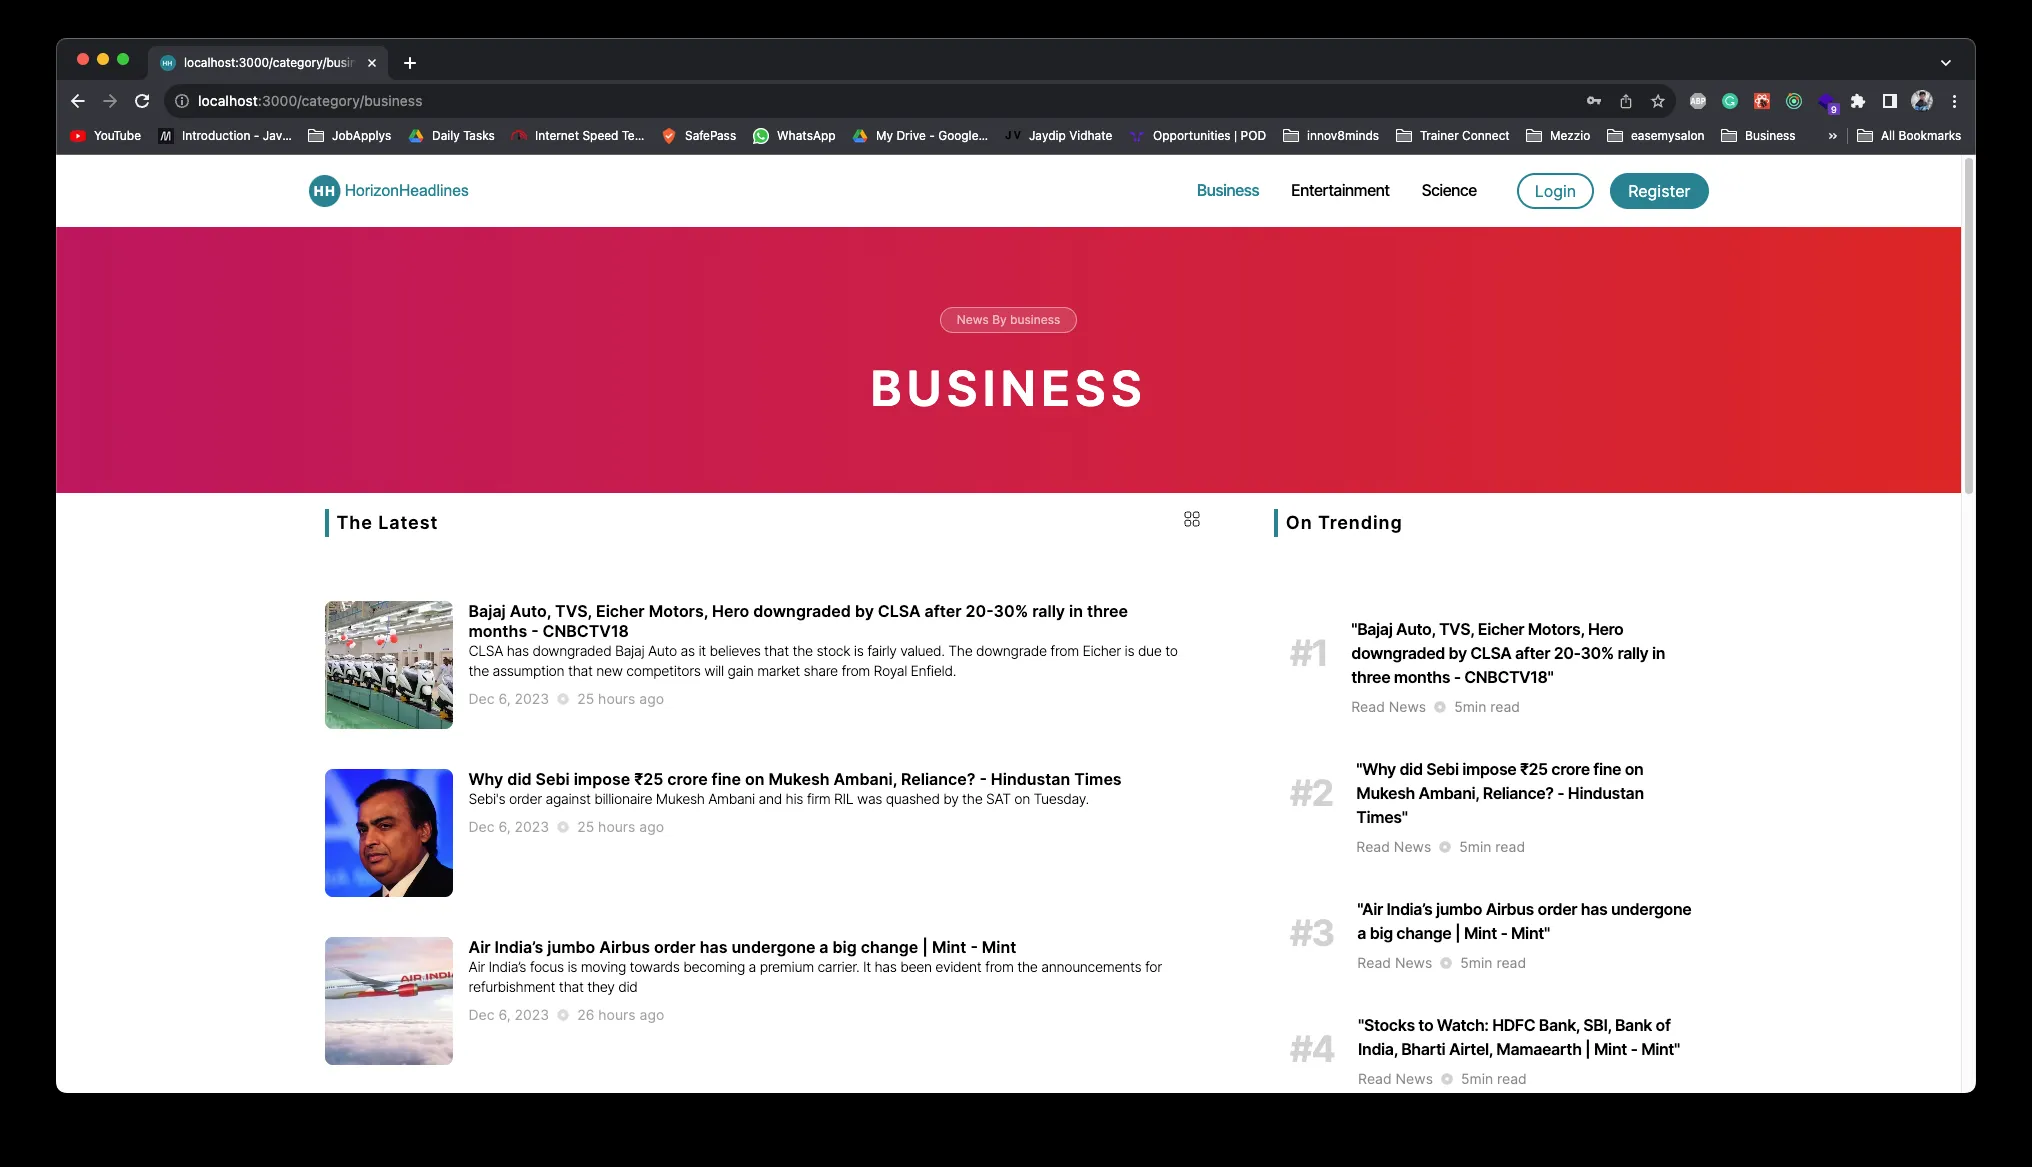 HH localhost:3000/category/busin
localhost:3000/category/business
ABP
9
YouTube Introduction - Jav... JobApplys Daily Tasks Internet Speed Te... SafePass WhatsApp My Drive - Google... JV Jaydip Vidhate Opportunities | POD innov8minds Trainer Connect Mezzio easemysalon Business » All Bookmarks
HH HorizonHeadlines
Business Entertainment Science Login Register
News By business
BUSINESS
The Latest
Bajaj Auto, TVS, Eicher Motors, Hero downgraded by CLSA after 20-30% rally in three
months - CNBCTV18
CLSA has downgraded Bajaj Auto as it believes that the stock is fairly valued. The downgrade from Eicher is due to
the assumption that new competitors will gain market share from Royal Enfield.
Dec 6, 2023 25 hours ago
Why did Sebi impose ₹25 crore fine on Mukesh Ambani, Reliance? - Hindustan Times
Sebi's order against billionaire Mukesh Ambani and his firm RIL was quashed by the SAT on Tuesday.
Dec 6, 2023 25 hours ago
AIR INDI
Air India’s jumbo Airbus order has undergone a big change | Mint - Mint
Air India’s focus is moving towards becoming a premium carrier. It has been evident from the announcements for
refurbishment that they did
Dec 6, 2023 26 hours ago
On Trending
#1
"Bajaj Auto, TVS, Eicher Motors, Hero
downgraded by CLSA after 20-30% rally in
three months - CNBCTV18"
Read News 5min read
#2
"Why did Sebi impose ₹25 crore fine on
Mukesh Ambani, Reliance? - Hindustan
Times"
Read News 5min read
#3
"Air India’s jumbo Airbus order has undergone
a big change | Mint - Mint"
Read News 5min read
#4
"Stocks to Watch: HDFC Bank, SBI, Bank of
India, Bharti Airtel, Mamaearth | Mint - Mint"
Read News 5min read